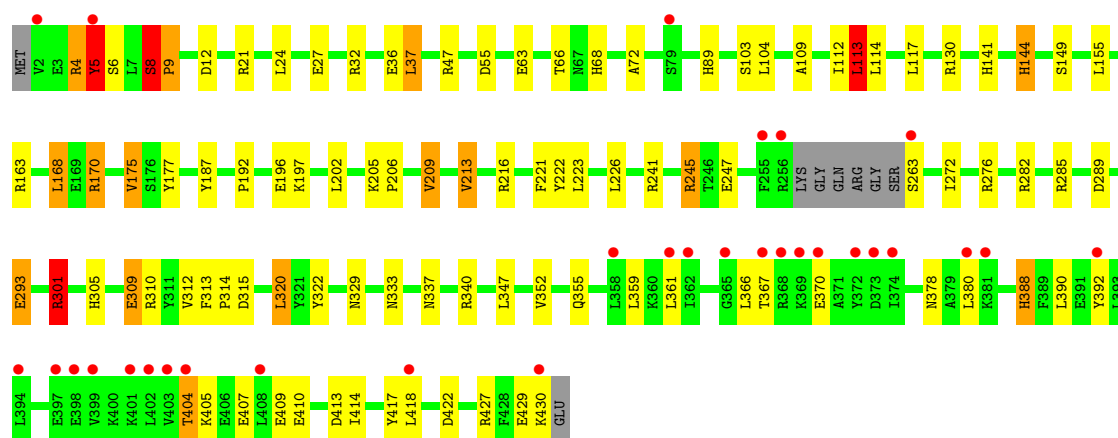 MET V2 E3 R4 Y5 S6 L7 S8 P9 D12 R21 L24 E27 R32 E36 L37 R47 D55 E63 T66 N67 H68 A72 S79 H89 S103 L104 A109 I112 L113 L114 L117 R130 H141 H144 S149 L155
R163 L168 E169 R170 V175 S176 Y177 Y187 P192 E196 K197 L202 K205 P206 V209 V213 R216 F221 Y222 L223 L226 R241 R245 T246 E247 F255 R256 LYS GLY GLN ARG GLY SER S263 I272 R276 R282 R285 D289
E293 R301 H305 E309 R310 Y311 V312 F313 P314 D315 L320 Y321 Y322 N329 N333 N337 R340 L347 V352 Q355 L358 L359 K360 L361 I362 G365 L366 T367 R368 K369 E370 A371 Y372 D373 I374 N378 A379 L380 K381 H388 F389 L390 E391 Y392 L393
L394 E397 E398 V399 K400 K401 L402 V403 T404 K405 E406 E407 L408 E409 E410 D413 I414 Y417 L418 D422 R427 F428 E429 K430 GLU